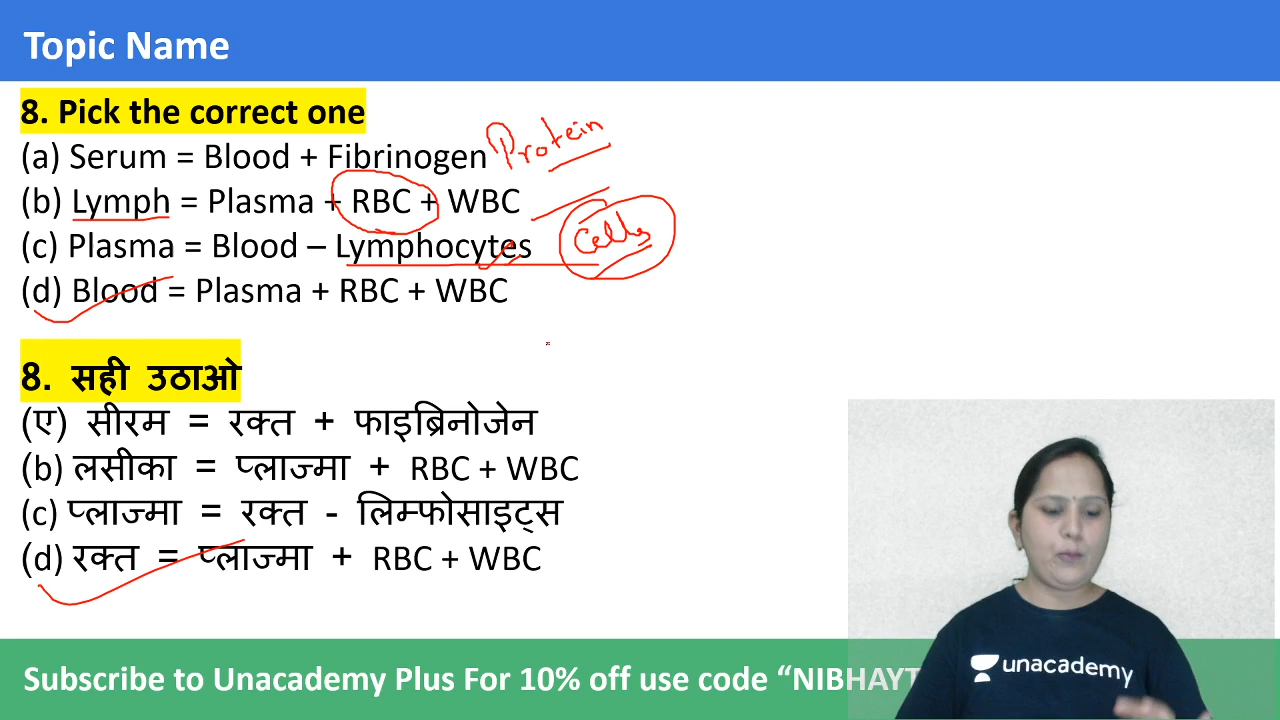 Topic Name
8. Pick the correct one
(a) Serum = Blood + Fibrinogen Protein
(b) Lymph = Plasma + RBC + WBC
(c) Plasma = Blood – Lymphocytes Cells
(d) Blood = Plasma + RBC + WBC
8. सही उठाओ
(ए) सीरम = रक्त + फाइब्रिनोजेन
(b) लसीका = प्लाज्मा + RBC + WBC
(c) प्लाज्मा = रक्त - लिम्फोसाइट्स
(d) रक्त = प्लाज्मा + RBC + WBC
unacademy
Subscribe to Unacademy Plus For 10% off use code “NIBHAYT